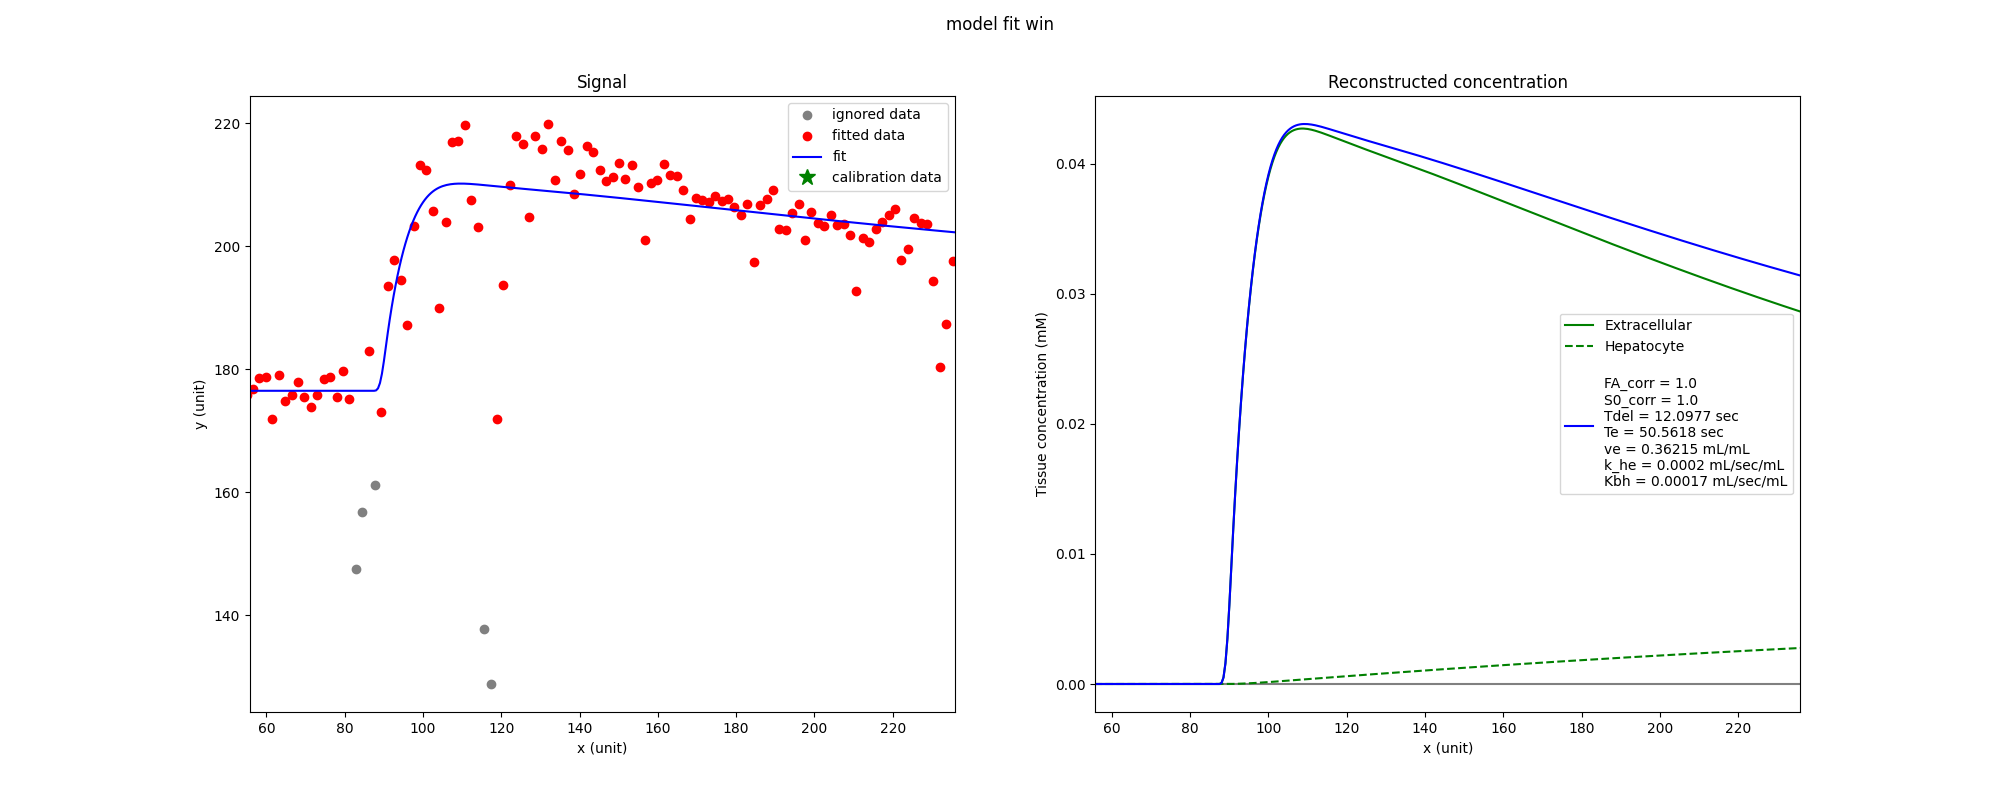 model fit win
Signal
220
200
180
160
140
y (unit)
60 80 100 120 140 160 180 200 220
x (unit)
ignored data
fitted data
fit
calibration data
Reconstructed concentration
0.04
0.03
0.02
0.01
0.00
Tissue concentration (mM)
60 80 100 120 140 160 180 200 220
x (unit)
Extracellular
Hepatocyte
FA_corr = 1.0
S0_corr = 1.0
Tdel = 12.0977 sec
Te = 50.5618 sec
ve = 0.36215 mL/mL
k_he = 0.0002 mL/sec/mL
Kbh = 0.00017 mL/sec/mL